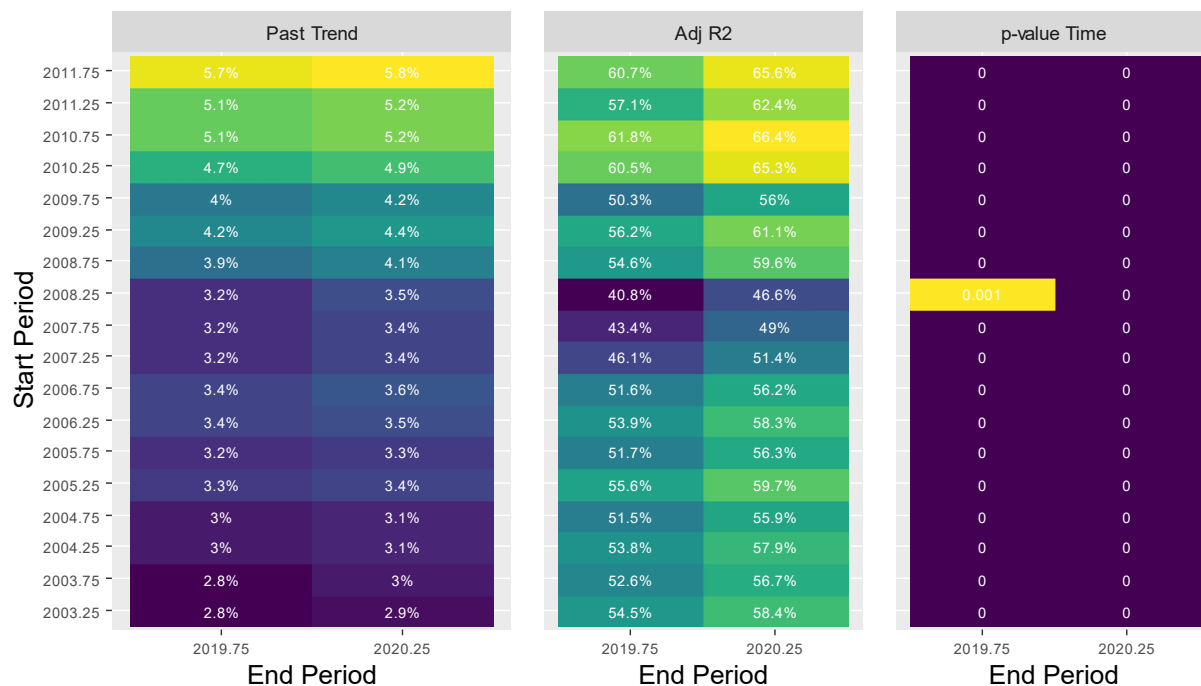 Past Trend Adj R2 p-value Time
2011.75 5.7% 5.8% 60.7% 65.6% 0 0
2011.25 5.1% 5.2% 57.1% 62.4% 0 0
2010.75 5.1% 5.2% 61.8% 66.4% 0 0
2010.25 4.7% 4.9% 60.5% 65.3% 0 0
2009.75 4% 4.2% 50.3% 56% 0 0
2009.25 4.2% 4.4% 56.2% 61.1% 0 0
2008.75 3.9% 4.1% 54.6% 59.6% 0 0
2008.25 3.2% 3.5% 40.8% 46.6% 0.001 0
2007.75 3.2% 3.4% 43.4% 49% 0 0
2007.25 3.2% 3.4% 46.1% 51.4% 0 0
2006.75 3.4% 3.6% 51.6% 56.2% 0 0
2006.25 3.4% 3.5% 53.9% 58.3% 0 0
2005.75 3.2% 3.3% 51.7% 56.3% 0 0
2005.25 3.3% 3.4% 55.6% 59.7% 0 0
2004.75 3% 3.1% 51.5% 55.9% 0 0
2004.25 3% 3.1% 53.8% 57.9% 0 0
2003.75 2.8% 3% 52.6% 56.7% 0 0
2003.25 2.8% 2.9% 54.5% 58.4% 0 0
Start Period
2019.75 2020.25 2019.75 2020.25 2019.75 2020.25
End Period End Period End Period